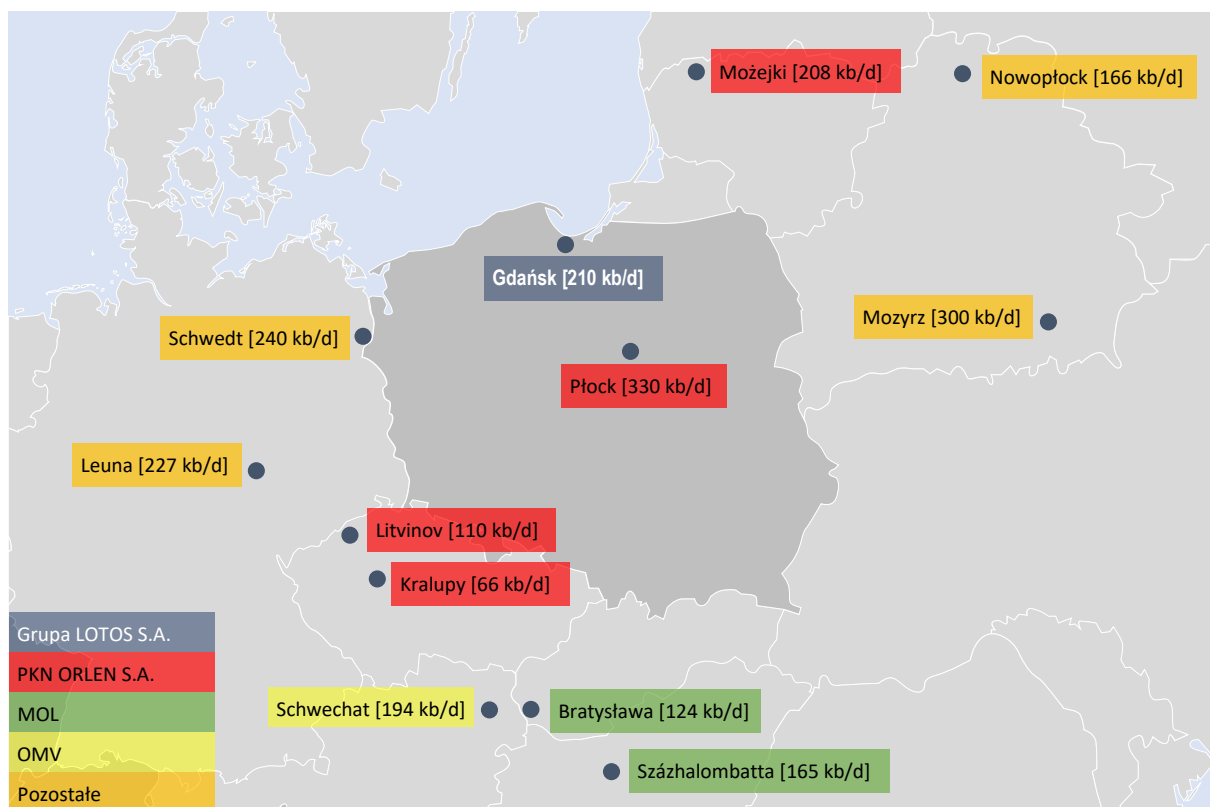 Możejki [208 kb/d]
Nowopłock [166 kb/d]
Gdańsk [210 kb/d]
Schwedt [240 kb/d]
Mozyrz [300 kb/d]
Płock [330 kb/d]
Leuna [227 kb/d]
Litvinov [110 kb/d]
Kralupy [66 kb/d]
Schwechat [194 kb/d]
Bratysława [124 kb/d]
Százhalombatta [165 kb/d]
Grupa LOTOS S.A.
PKN ORLEN S.A.
MOL
OMV
Pozostałe